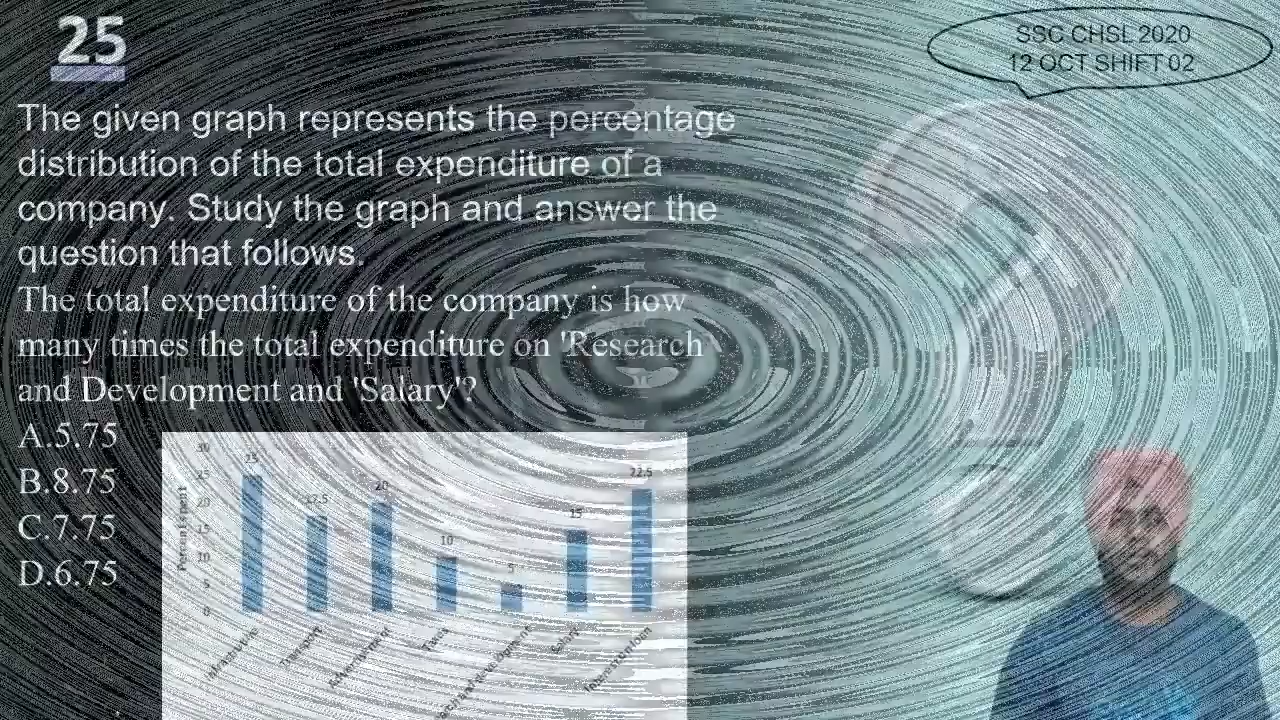 25
SSC CHSL 2020
12 OCT SHIFT 02
The given graph represents the percentage
distribution of the total expenditure of a
company. Study the graph and answer the
question that follows.
The total expenditure of the company is how
many times the total expenditure on 'Research
and Development and 'Salary'?
A.5.75
B.8.75
C.7.75
D.6.75
30
25
20
15
10
5
0
25
17.5
20
10
5
15
22.5
Salary